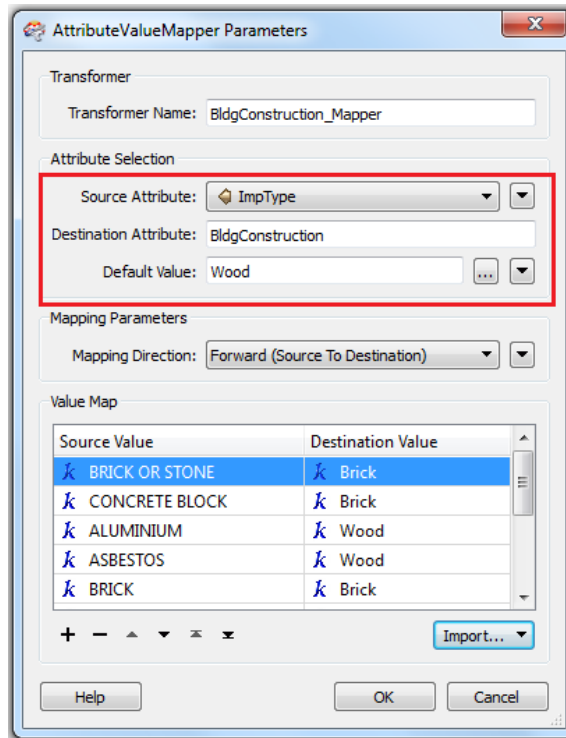 AttributeValueMapper Parameters
Transformer
Transformer Name: BldgConstruction_Mapper
Attribute Selection
Source Attribute: ImpType
Destination Attribute: BldgConstruction
Default Value: Wood ...
Mapping Parameters
Mapping Direction: Forward (Source To Destination)
Value Map
Source Value Destination Value
k BRICK OR STONE k Brick
k CONCRETE BLOCK k Brick
k ALUMINIUM k Wood
k ASBESTOS k Wood
k BRICK k Brick
Import...
Help OK Cancel